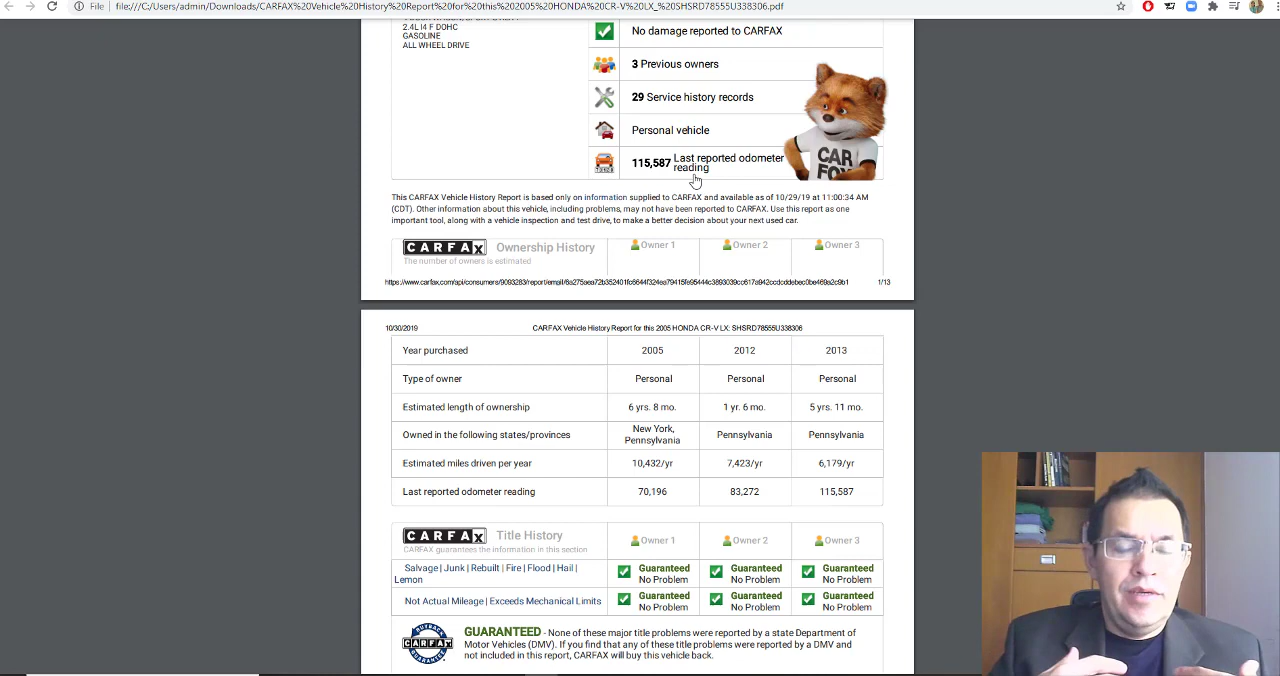 File file:///C:/Users/admin/Downloads/CARFAX%20Vehicle%20History%20Report%20for%20this%202005%20HONDA%20CR-V%20LX_%20SHSRD78555U338306.pdf
2.4L I4 F DOHC
GASOLINE
ALL WHEEL DRIVE
No damage reported to CARFAX
3 Previous owners
29 Service history records
Personal vehicle
115,587 Last reported odometer
reading
CAR
FOX
This CARFAX Vehicle History Report is based only on information supplied to CARFAX and available as of 10/29/19 at 11:00:34 AM
(CDT). Other information about this vehicle, including problems, may not have been reported to CARFAX. Use this report as one
important tool, along with a vehicle inspection and test drive, to make a better decision about your next used car.
CARFAX Ownership History Owner 1 Owner 2 Owner 3
The number of owners is estimated
1/13
10/30/2019 CARFAX Vehicle History Report for this 2005 HONDA CR-V LX: SHSRD78555U338306
Year purchased 2005 2012 2013
Type of owner Personal Personal Personal
Estimated length of ownership 6 yrs. 8 mo. 1 yr. 6 mo. 5 yrs. 11 mo.
Owned in the following states/provinces New York, Pennsylvania Pennsylvania Pennsylvania
Estimated miles driven per year 10,432/yr 7,423/yr 6,179/yr
Last reported odometer reading 70,196 83,272 115,587
CARFAX Title History Owner 1 Owner 2 Owner 3
CARFAX guarantees the information in this section
Salvage | Junk | Rebuilt | Fire | Flood | Hail | Guaranteed Guaranteed Guaranteed
Lemon No Problem No Problem No Problem
Not Actual Mileage | Exceeds Mechanical Limits Guaranteed Guaranteed Guaranteed
No Problem No Problem No Problem
BUYBACK CARFAX GUARANTEE
GUARANTEED - None of these major title problems were reported by a state Department of
Motor Vehicles (DMV). If you find that any of these title problems were reported by a DMV and
not included in this report, CARFAX will buy this vehicle back.